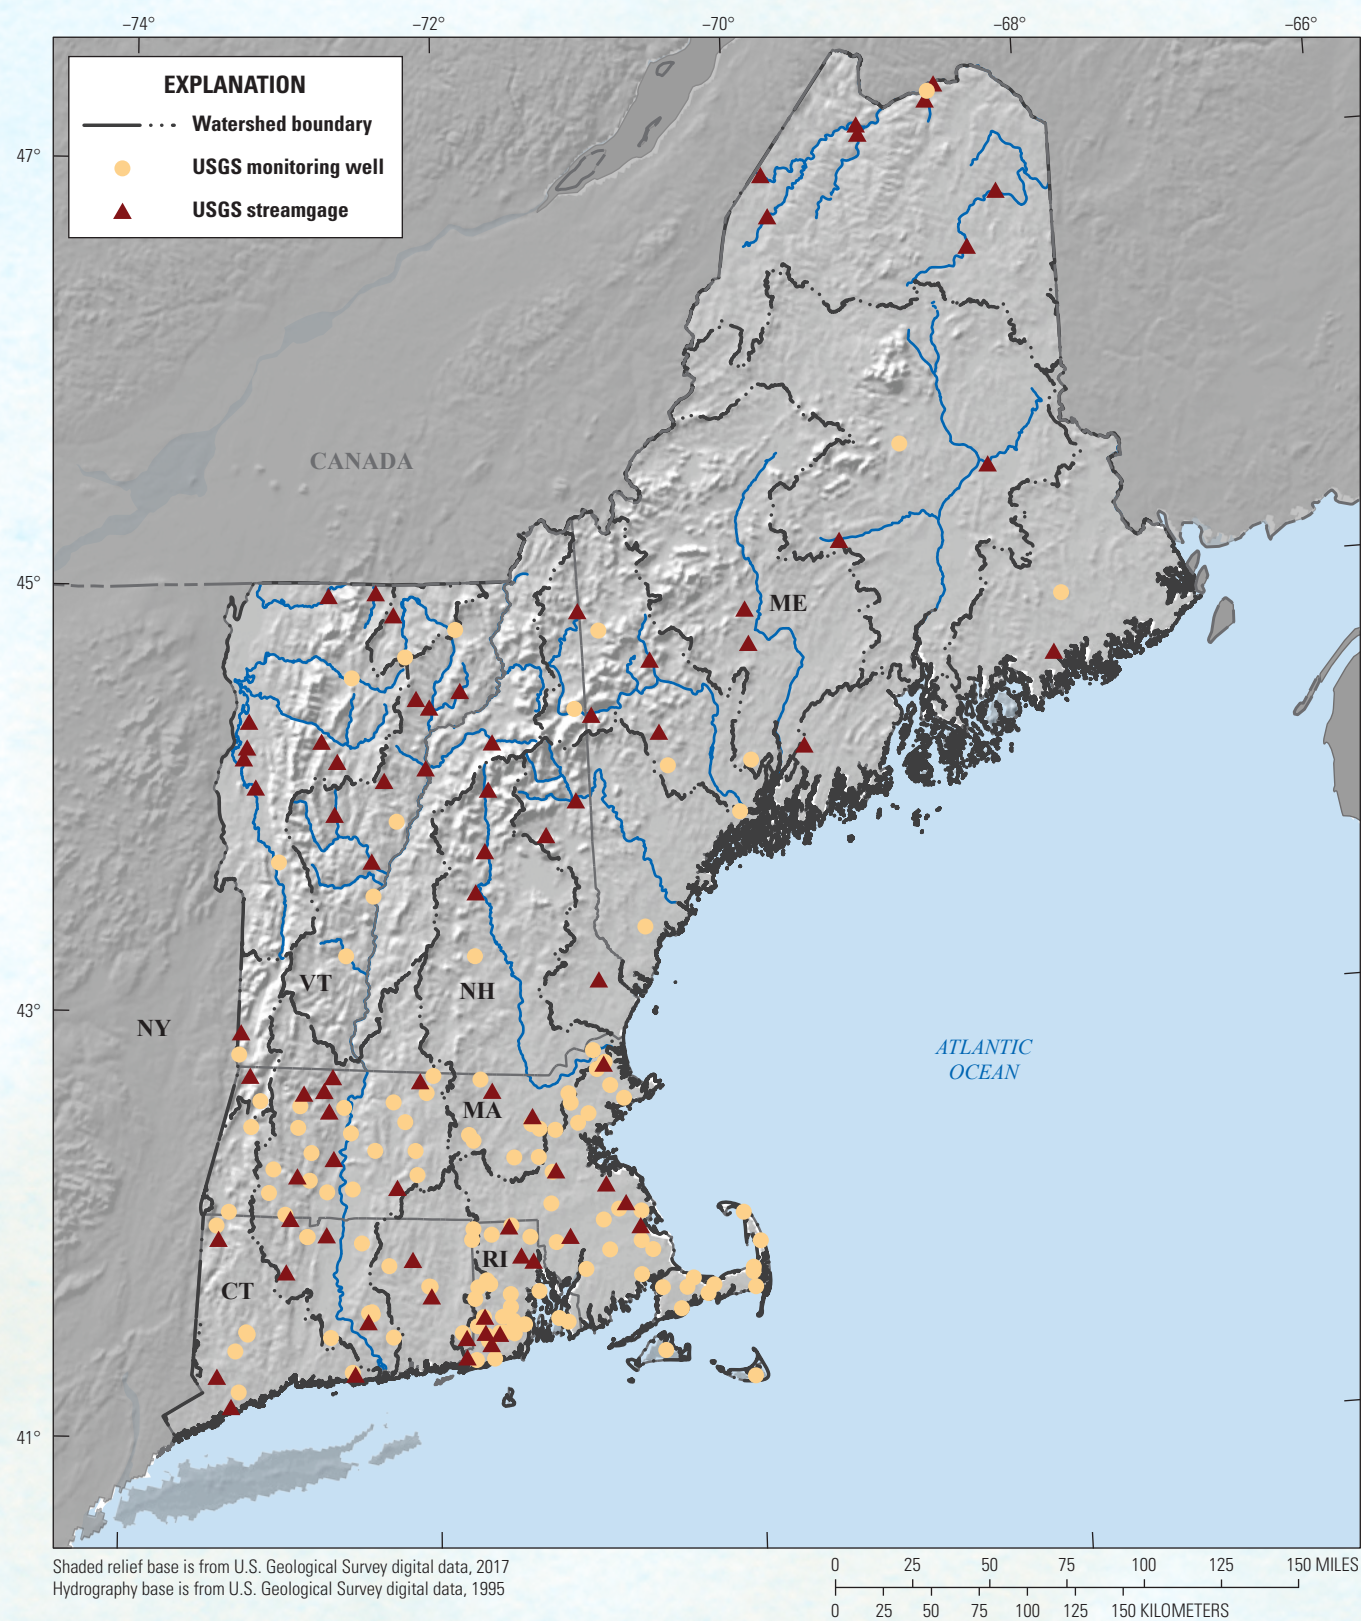 –74°
–72°
–70°
–68°
–66°
EXPLANATION
Watershed boundary
USGS monitoring well
USGS streamgage
47°
CANADA
45°
ME
VT
NH
43°
NY
ATLANTIC
OCEAN
MA
RI
CT
41°
Shaded relief base is from U.S. Geological Survey digital data, 2017
Hydrography base is from U.S. Geological Survey digital data, 1995
0 25 50 75 100 125 150 MILES
0 25 50 75 100 125 150 KILOMETERS